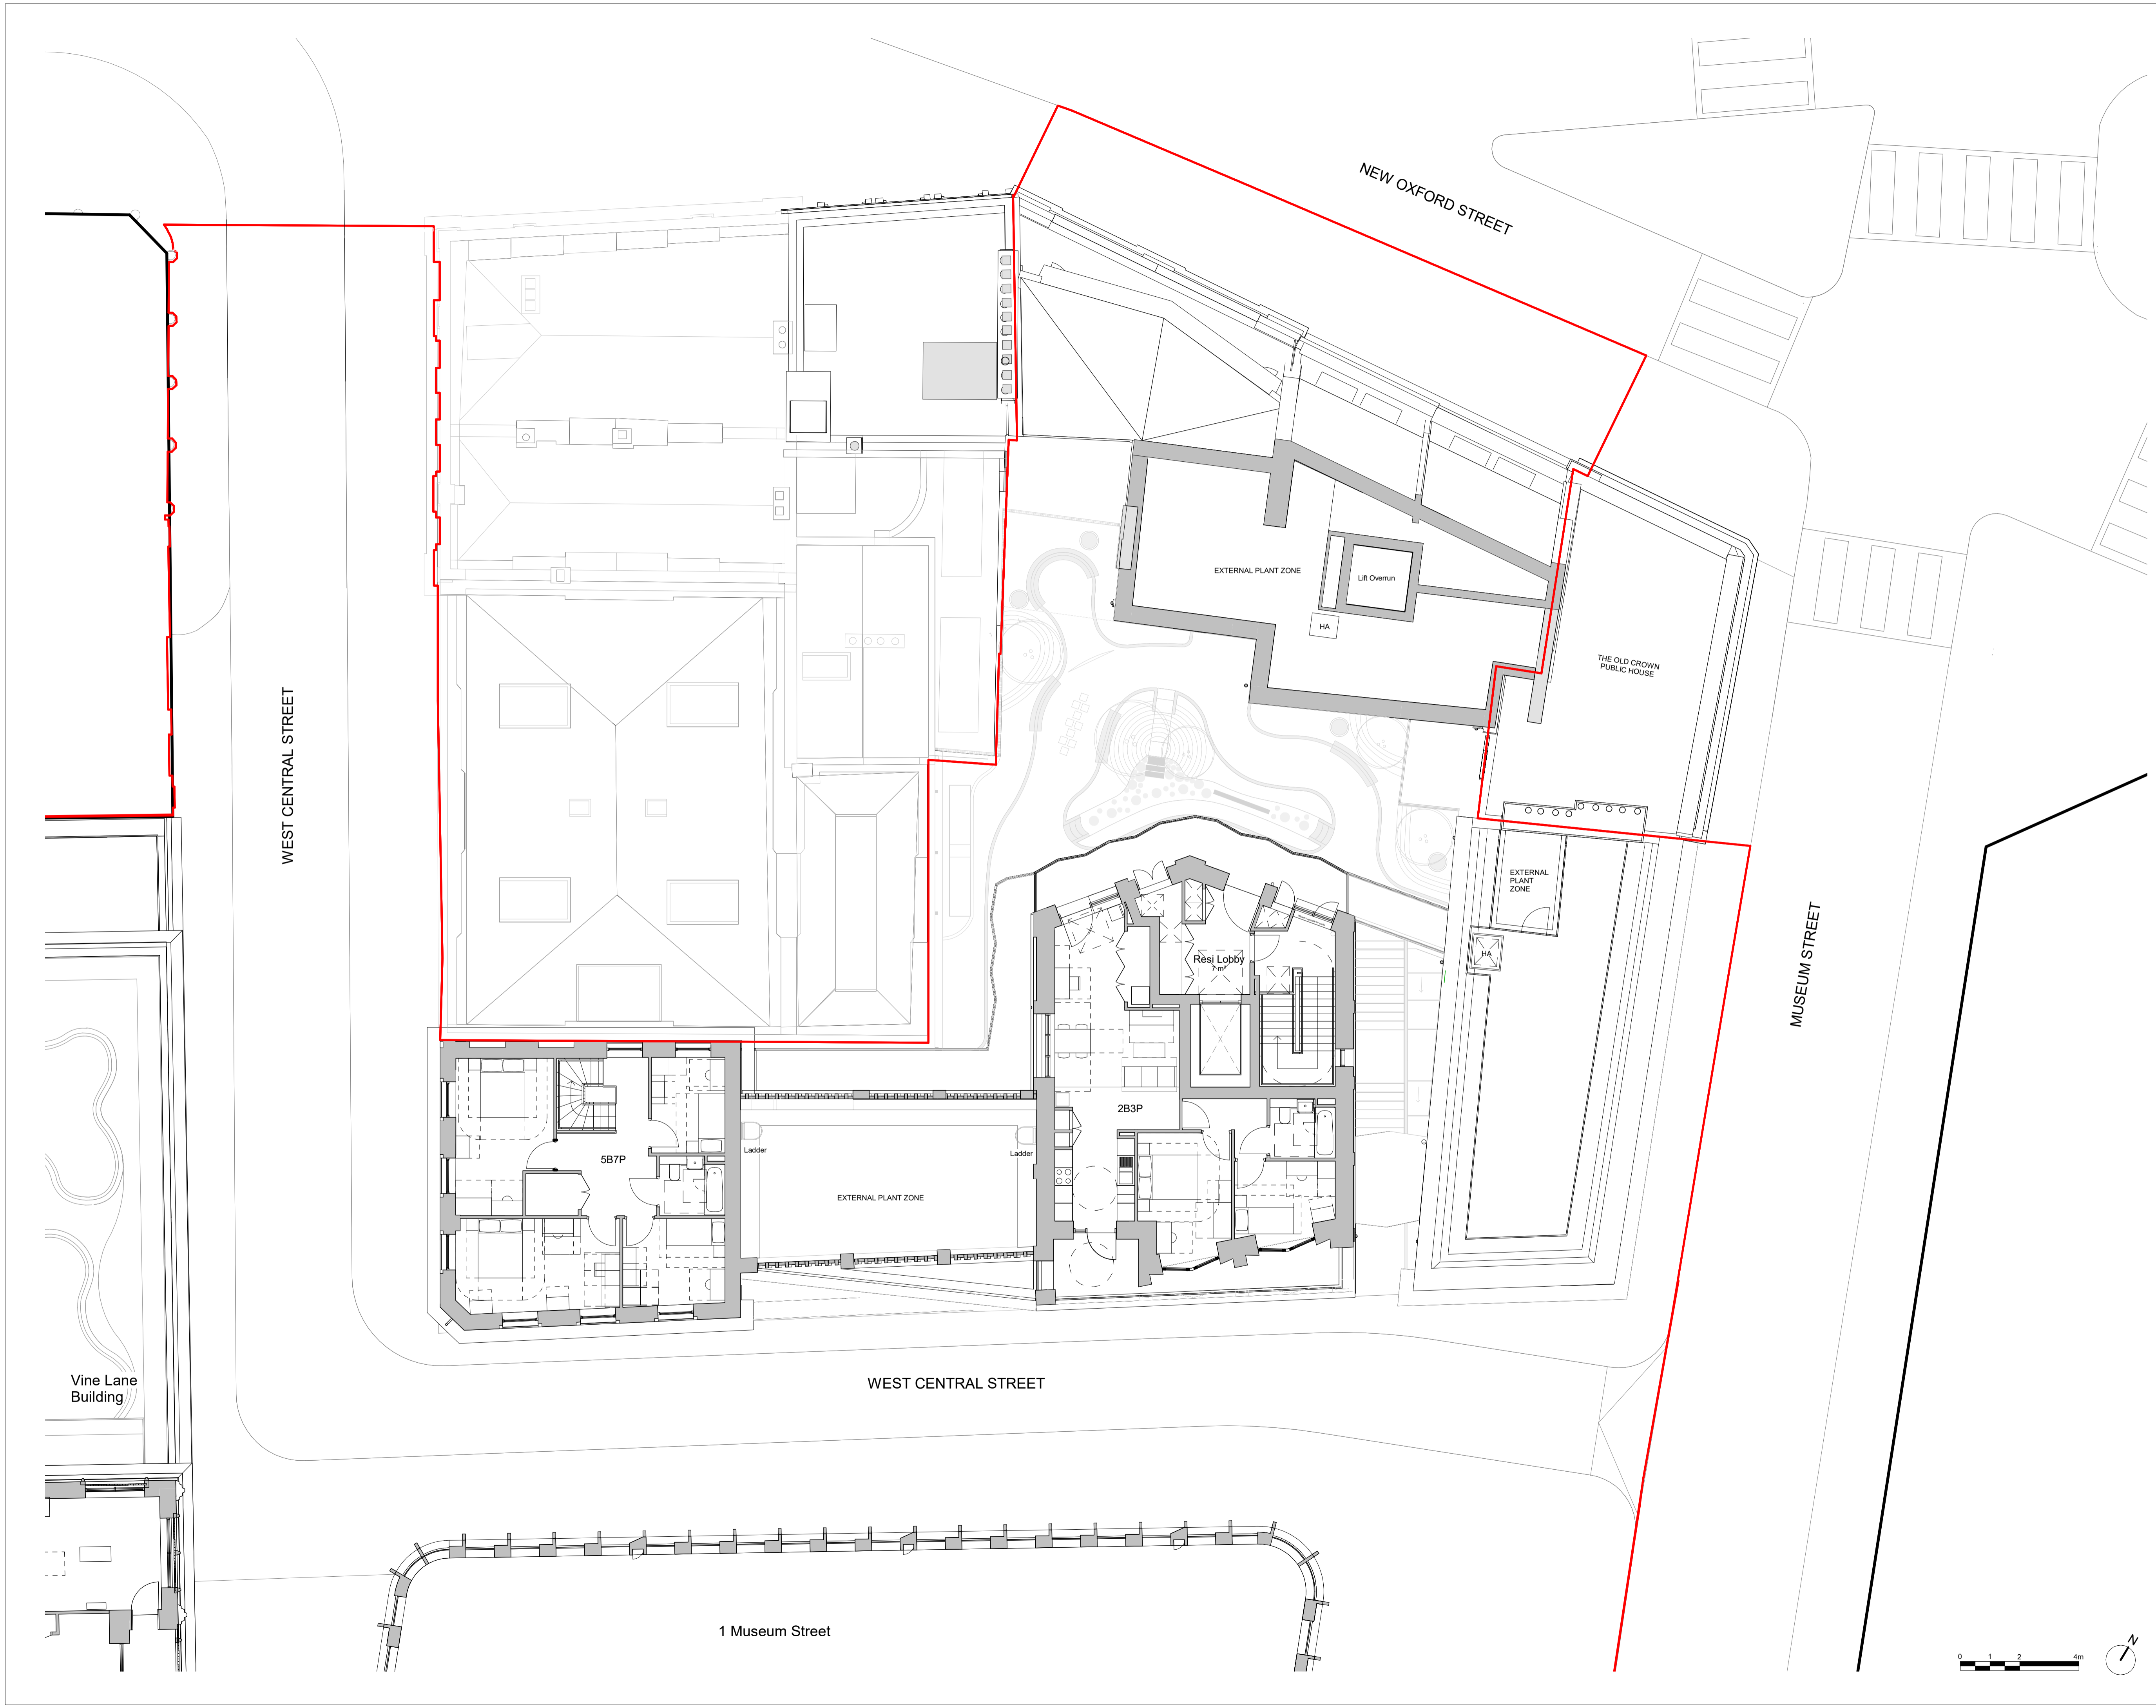 NEW OXFORD STREET
EXTERNAL PLANT ZONE
Lift Overrun
HA
THE OLD CROWN
PUBLIC HOUSE
WEST CENTRAL STREET
EXTERNAL
PLANT
ZONE
HA
MUSEUM STREET
Resi Lobby
7 m²
2B3P
5B7P
Ladder
Ladder
EXTERNAL PLANT ZONE
Vine Lane
Building
WEST CENTRAL STREET
1 Museum Street
0 1 2 4m
N